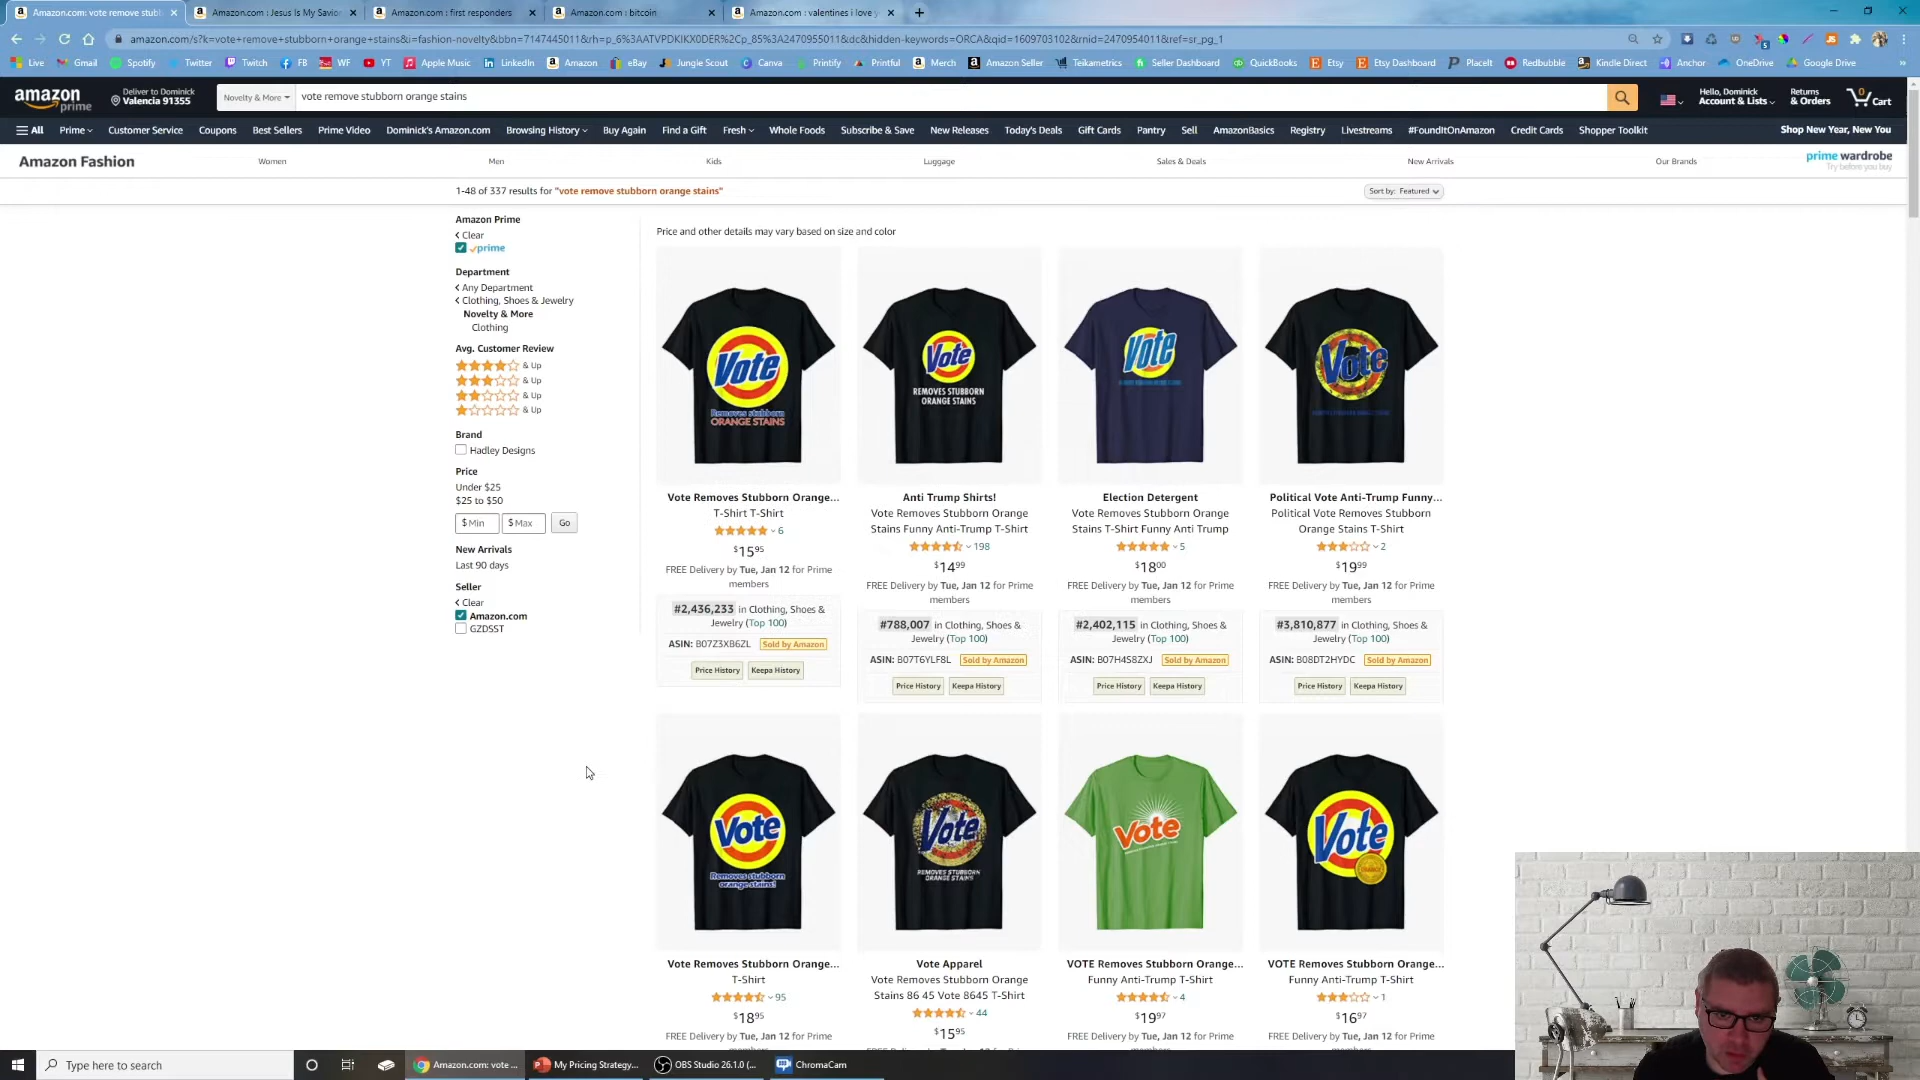 Amazon.com: vote remove stubb
Amazon.com : Jesus Is My Savior
Amazon.com : first responders
Amazon.com : bitcoin
Amazon.com : valentines i love y
amazon.com/s?k=vote+remove+stubborn+orange+stains&i=fashion-novelty&bbn=7147445011&rh=p_6%3AATVPDKIKX0DER%2Cp_85%3A2470955011&dc&hidden-keywords=ORCA&qid=1609703102&rnid=2470954011&ref=sr_pg_1
Live Gmail Spotify Twitter Twitch FB WF YT Apple Music LinkedIn Amazon eBay Jungle Scout Canva Printify Printful Merch Amazon Seller Teikametrics Seller Dashboard QuickBooks Etsy Etsy Dashboard PlaceIt Redbubble Kindle Direct Anchor OneDrive Google Drive
amazon prime
Deliver to Dominick
Valencia 91355
Novelty & More
vote remove stubborn orange stains
Hello, Dominick
Account & Lists
Returns
& Orders
0
Cart
All Prime Customer Service Coupons Best Sellers Prime Video Dominick's Amazon.com Browsing History Buy Again Find a Gift Fresh Whole Foods Subscribe & Save New Releases Today's Deals Gift Cards Pantry Sell AmazonBasics Registry Livestreams #FoundItOnAmazon Credit Cards Shopper Toolkit
Shop New Year, New You
Amazon Fashion Women Men Kids Luggage Sales & Deals New Arrivals Our Brands
prime wardrobe
Try before you buy
1-48 of 337 results for "vote remove stubborn orange stains"
Sort by: Featured
Amazon Prime
Clear
prime
Department
Any Department
Clothing, Shoes & Jewelry
Novelty & More
Clothing
Avg. Customer Review
& Up
& Up
& Up
& Up
Brand
Hadley Designs
Price
Under $25
$25 to $50
$ Min $ Max Go
New Arrivals
Last 90 days
Seller
Clear
Amazon.com
GZDSST
Price and other details may vary based on size and color
Vote
Removes stubborn
ORANGE STAINS
Vote Removes Stubborn Orange...
T-Shirt T-Shirt
6
$15 95
FREE Delivery by Tue, Jan 12 for Prime
members
#2,436,233 in Clothing, Shoes &
Jewelry (Top 100)
ASIN: B07Z3XB6ZL Sold by Amazon
Price History Keepa History
Vote
REMOVES STUBBORN
ORANGE STAINS
Anti Trump Shirts!
Vote Removes Stubborn Orange
Stains Funny Anti-Trump T-Shirt
198
$14 99
FREE Delivery by Tue, Jan 12 for Prime
members
#788,007 in Clothing, Shoes &
Jewelry (Top 100)
ASIN: B07T6YLF8L Sold by Amazon
Price History Keepa History
Vote
Election Detergent
Vote Removes Stubborn Orange
Stains T-Shirt Funny Anti Trump
5
$18 00
FREE Delivery by Tue, Jan 12 for Prime
members
#2,402,115 in Clothing, Shoes &
Jewelry (Top 100)
ASIN: B07H4S8ZXJ Sold by Amazon
Price History Keepa History
Vote
Political Vote Anti-Trump Funny...
Political Vote Removes Stubborn
Orange Stains T-Shirt
2
$19 99
FREE Delivery by Tue, Jan 12 for Prime
members
#3,810,877 in Clothing, Shoes &
Jewelry (Top 100)
ASIN: B08DT2HYDC Sold by Amazon
Price History Keepa History
Vote
Removes stubborn
orange stains!
Vote Removes Stubborn Orange...
T-Shirt
95
$18 95
FREE Delivery by Tue, Jan 12 for Prime
Vote
REMOVES STUBBORN
ORANGE STAINS
Vote Apparel
Vote Removes Stubborn Orange
Stains 86 45 Vote 8645 T-Shirt
44
$15 95
Vote
VOTE Removes Stubborn Orange...
Funny Anti-Trump T-Shirt
4
$19 97
FREE Delivery by Tue, Jan 12 for Prime
Vote
VOTE Removes Stubborn Orange...
Funny Anti-Trump T-Shirt
1
$16 97
FREE Delivery by Tue, Jan 12 for Prime
Type here to search
Amazon.com: vote ...
My Pricing Strategy...
OBS Studio 26.1.0 (...
ChromaCam